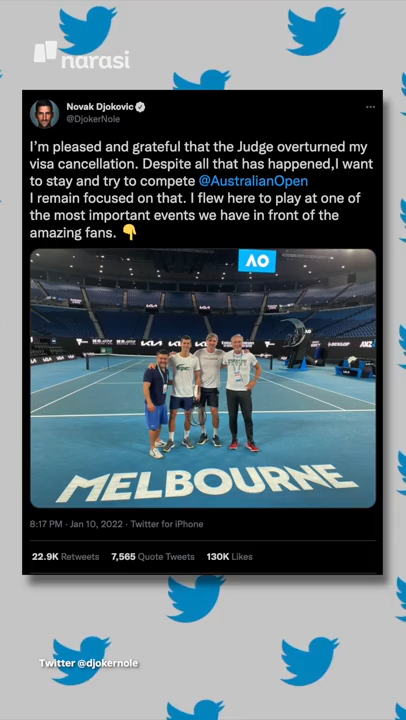 narasi
Novak Djokovic
@DjokerNole
I'm pleased and grateful that the Judge overturned my
visa cancellation. Despite all that has happened,I want
to stay and try to compete @AustralianOpen
I remain focused on that. I flew here to play at one of
the most important events we have in front of the
amazing fans. 👇
AO
KIA
DUNLOP
ANZ
MELBOURNE
8:17 PM · Jan 10, 2022 · Twitter for iPhone
22.9K Retweets 7,565 Quote Tweets 130K Likes
Twitter @djokernole